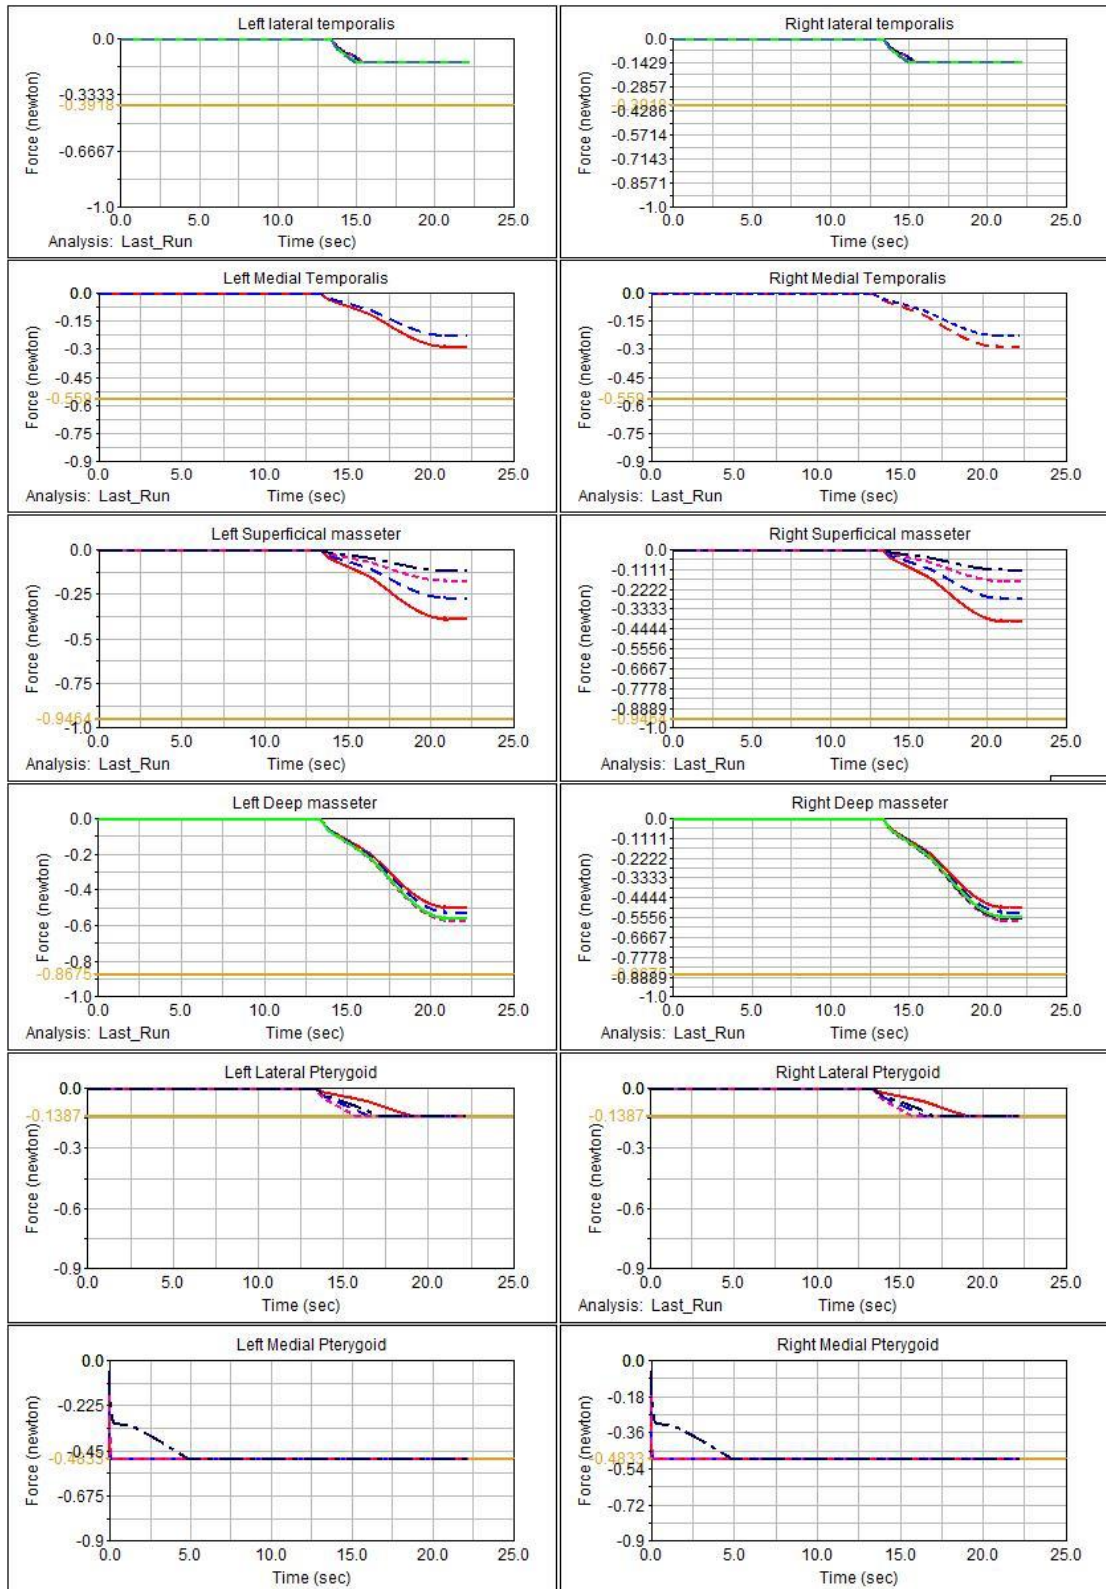 Left lateral temporalis
Force (newton)
0.0
-0.3333
-0.3918
-0.6667
-1.0
0.0 5.0 10.0 15.0 20.0 25.0
Analysis: Last_Run Time (sec)
Right lateral temporalis
Force (newton)
0.0
-0.1429
-0.2857
-0.3918
-0.4286
-0.5714
-0.7143
-0.8571
-1.0
0.0 5.0 10.0 15.0 20.0 25.0
Time (sec)
Left Medial Temporalis
Force (newton)
0.0
-0.15
-0.3
-0.45
-0.559
-0.6
-0.75
-0.9
0.0 5.0 10.0 15.0 20.0 25.0
Analysis: Last_Run Time (sec)
Right Medial Temporalis
Force (newton)
0.0
-0.15
-0.3
-0.45
-0.559
-0.6
-0.75
-0.9
0.0 5.0 10.0 15.0 20.0 25.0
Analysis: Last_Run Time (sec)
Left Superficical masseter
Force (newton)
0.0
-0.25
-0.5
-0.75
-0.9464
-1.0
0.0 5.0 10.0 15.0 20.0 25.0
Analysis: Last_Run Time (sec)
Right Superficical masseter
Force (newton)
0.0
-0.1111
-0.2222
-0.3333
-0.4444
-0.5556
-0.6667
-0.7778
-0.8889
-0.9464
-1.0
0.0 5.0 10.0 15.0 20.0 25.0
Analysis: Last_Run Time (sec)
Left Deep masseter
Force (newton)
0.0
-0.2
-0.4
-0.6
-0.8
-0.8675
-1.0
0.0 5.0 10.0 15.0 20.0 25.0
Analysis: Last_Run Time (sec)
Right Deep masseter
Force (newton)
0.0
-0.1111
-0.2222
-0.3333
-0.4444
-0.5556
-0.6667
-0.7778
-0.8889
-1.0
0.0 5.0 10.0 15.0 20.0 25.0
Analysis: Last_Run Time (sec)
Left Lateral Pterygoid
Force (newton)
0.0
-0.1387
-0.3
-0.6
-0.9
0.0 5.0 10.0 15.0 20.0 25.0
Time (sec)
Right Lateral Pterygoid
Force (newton)
0.0
-0.1387
-0.3
-0.6
-0.9
0.0 5.0 10.0 15.0 20.0 25.0
Analysis: Last_Run Time (sec)
Left Medial Pterygoid
Force (newton)
0.0
-0.225
-0.45
-0.4833
-0.675
-0.9
0.0 5.0 10.0 15.0 20.0 25.0
Time (sec)
Right Medial Pterygoid
Force (newton)
0.0
-0.18
-0.36
-0.4833
-0.54
-0.72
-0.9
0.0 5.0 10.0 15.0 20.0 25.0
Time (sec)